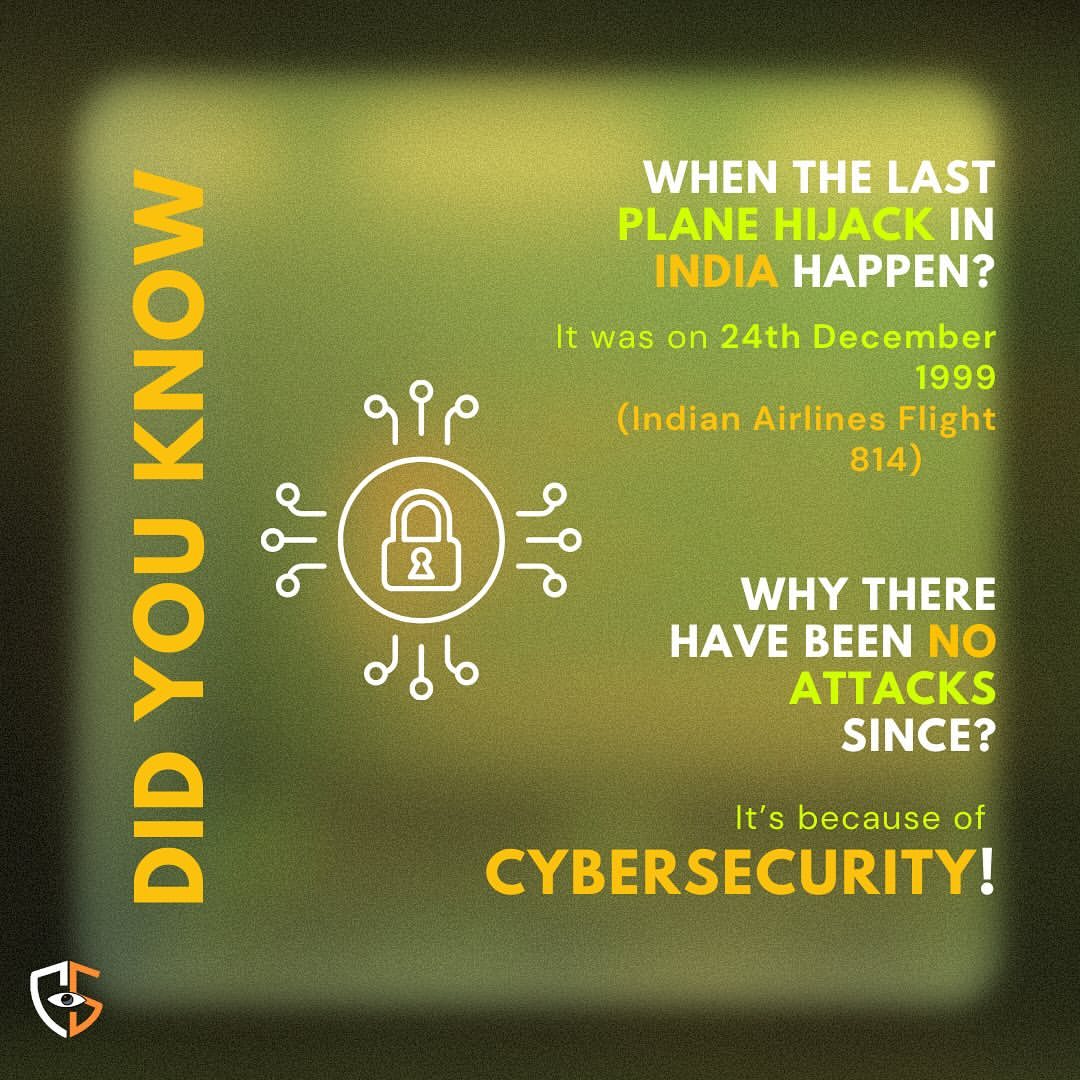 DID YOU KNOW
WHEN THE LAST
PLANE HIJACK IN
INDIA HAPPEN?
It was on 24th December
1999
(Indian Airlines Flight
814)
WHY THERE
HAVE BEEN NO
ATTACKS
SINCE?
It’s because of
CYBERSECURITY!